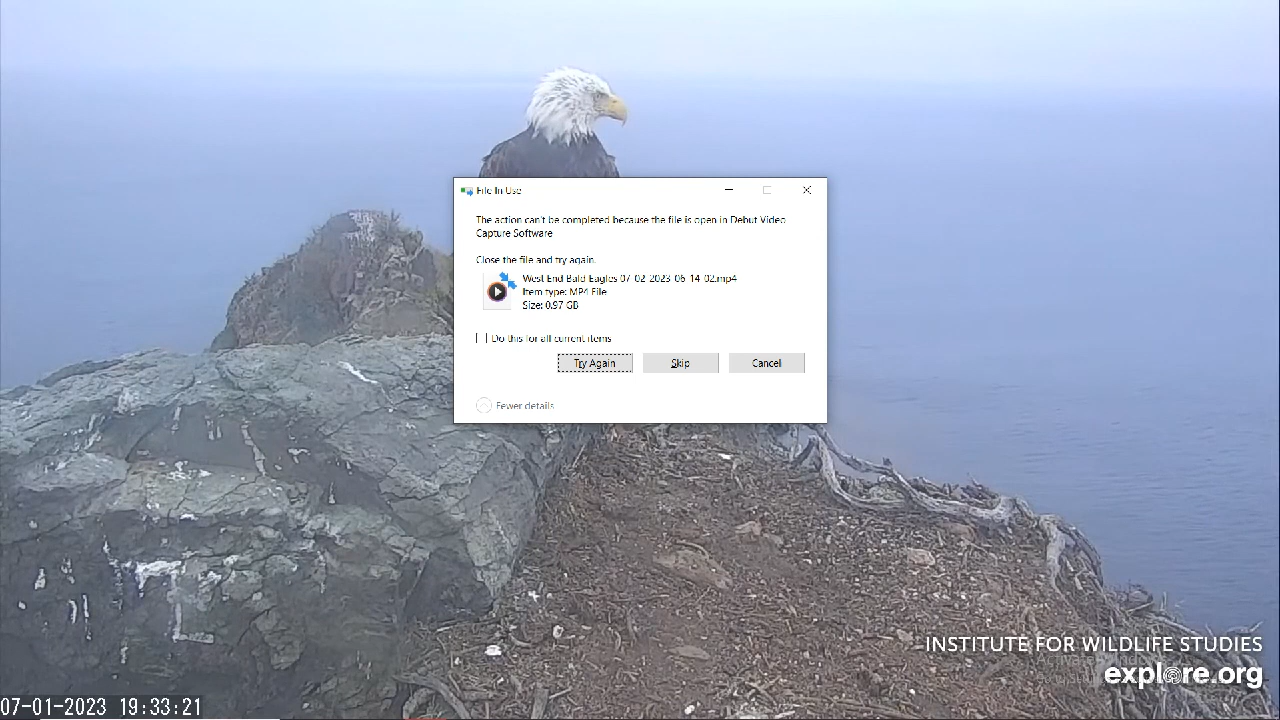 File In Use
The action can't be completed because the file is open in Debut Video
Capture Software
Close the file and try again.
West End Bald Eagles 07-02-2023-06-14-02.mp4
Item type: MP4 File
Size: 0.97 GB
Do this for all current items
Try Again
Skip
Cancel
Fewer details
INSTITUTE FOR WILDLIFE STUDIES
explore.org
07-01-2023 19:33:21